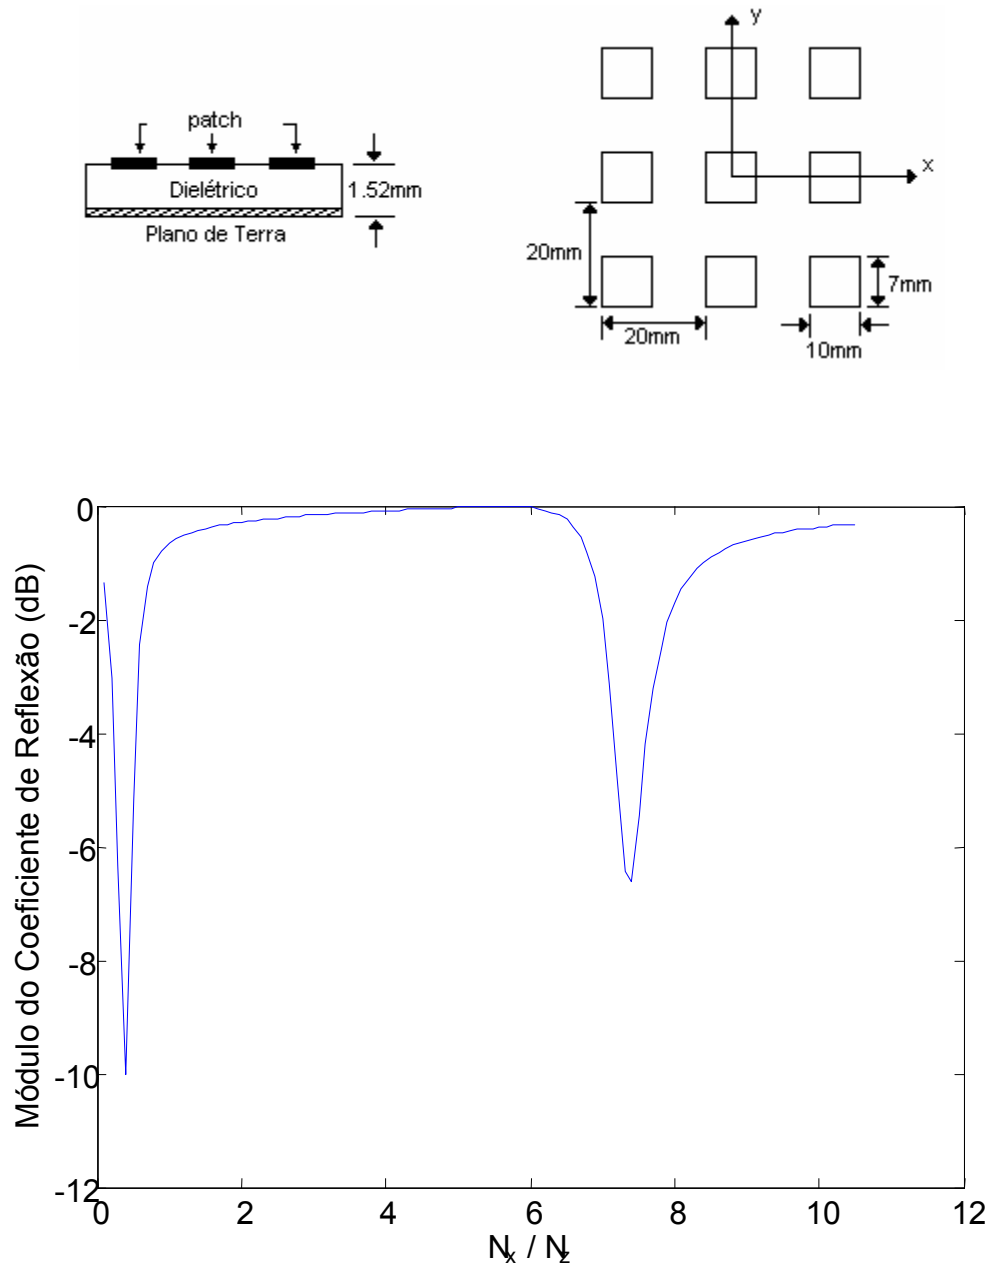 patch
Dielétrico
1.52mm
Plano de Terra
y
x
20mm
20mm
7mm
10mm
Módulo do Coeficiente de Reflexão (dB)
0
-2
-4
-6
-8
-10
-12
0 2 4 6 8 10 12
Nx / Nz